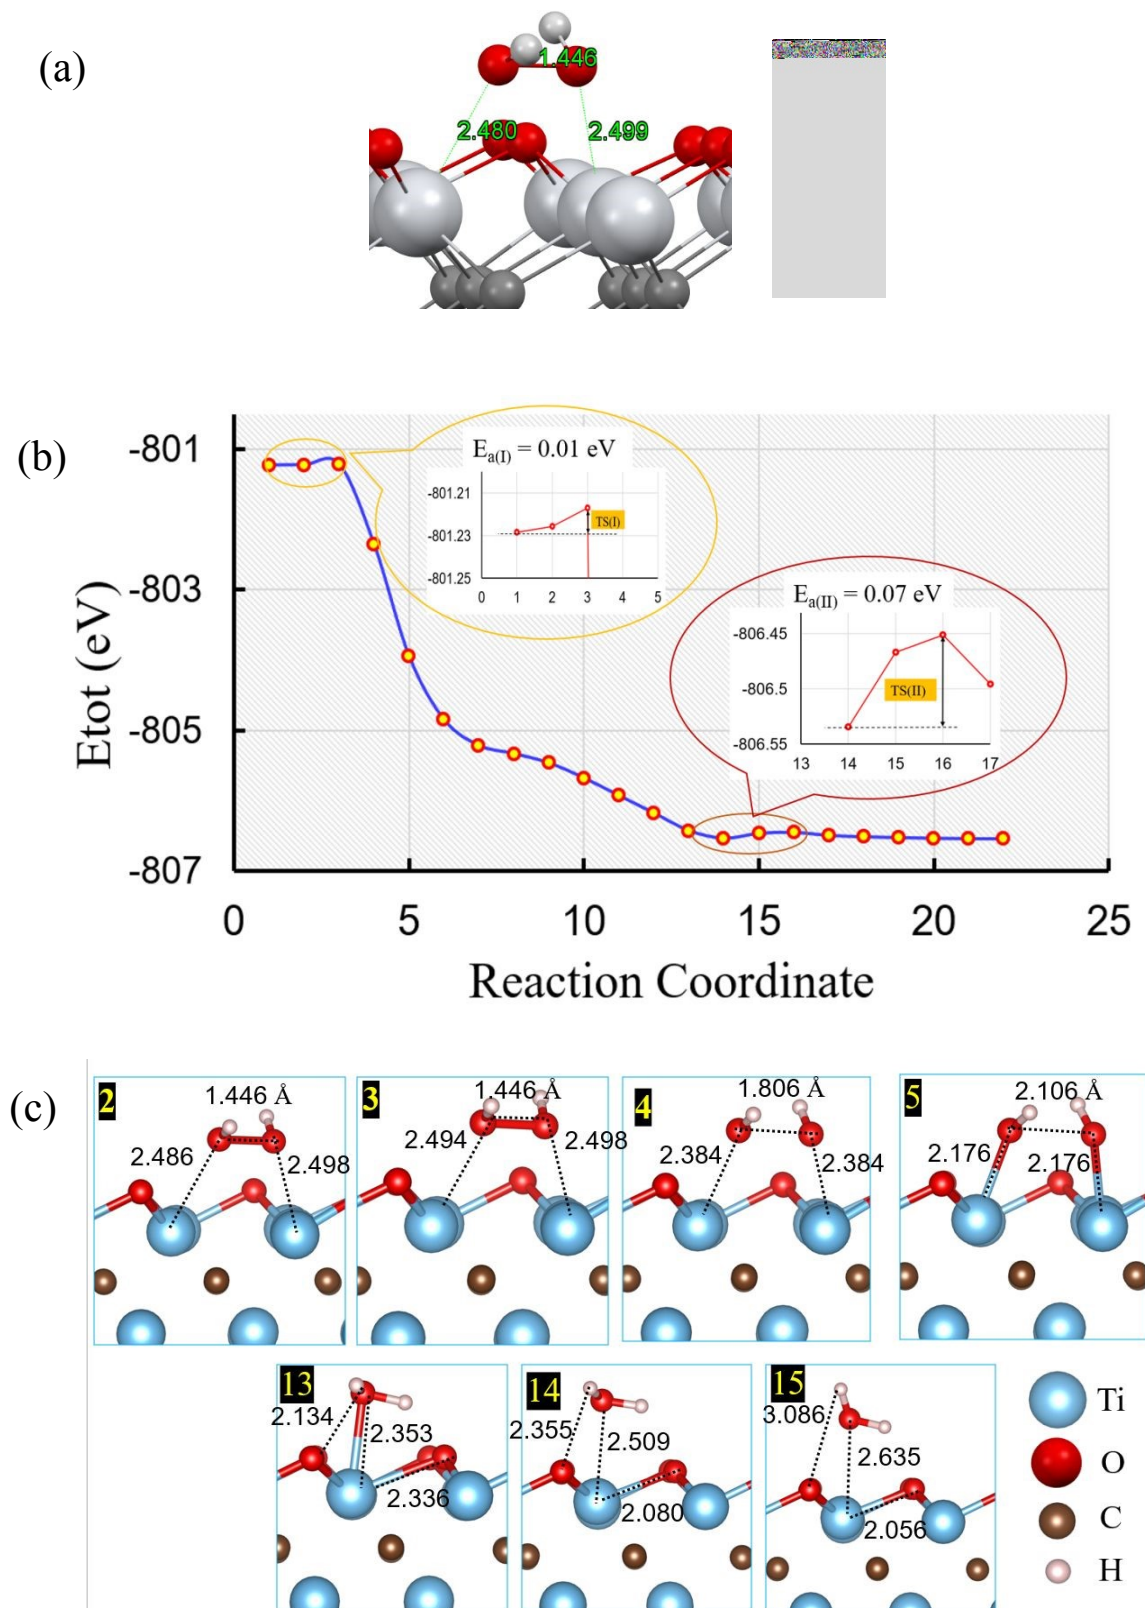 (a)
1.446
2.480
2.499
(b)
Etot (eV)
-801
-803
-805
-807
0
5
10
15
20
25
Reaction Coordinate
Ea(I) = 0.01 eV
-801.21
-801.23
-801.25
TS(I)
0 1 2 3 4 5
Ea(II) = 0.07 eV
-806.45
-806.5
-806.55
TS(II)
13 14 15 16 17
(c)
2
1.446 Å
2.486
2.498
3
1.446 Å
2.494
2.498
4
1.806 Å
2.384
2.384
5
2.106 Å
2.176
2.176
13
2.134
2.353
2.336
14
2.355
2.509
2.080
15
3.086
2.635
2.056
Ti
O
C
H